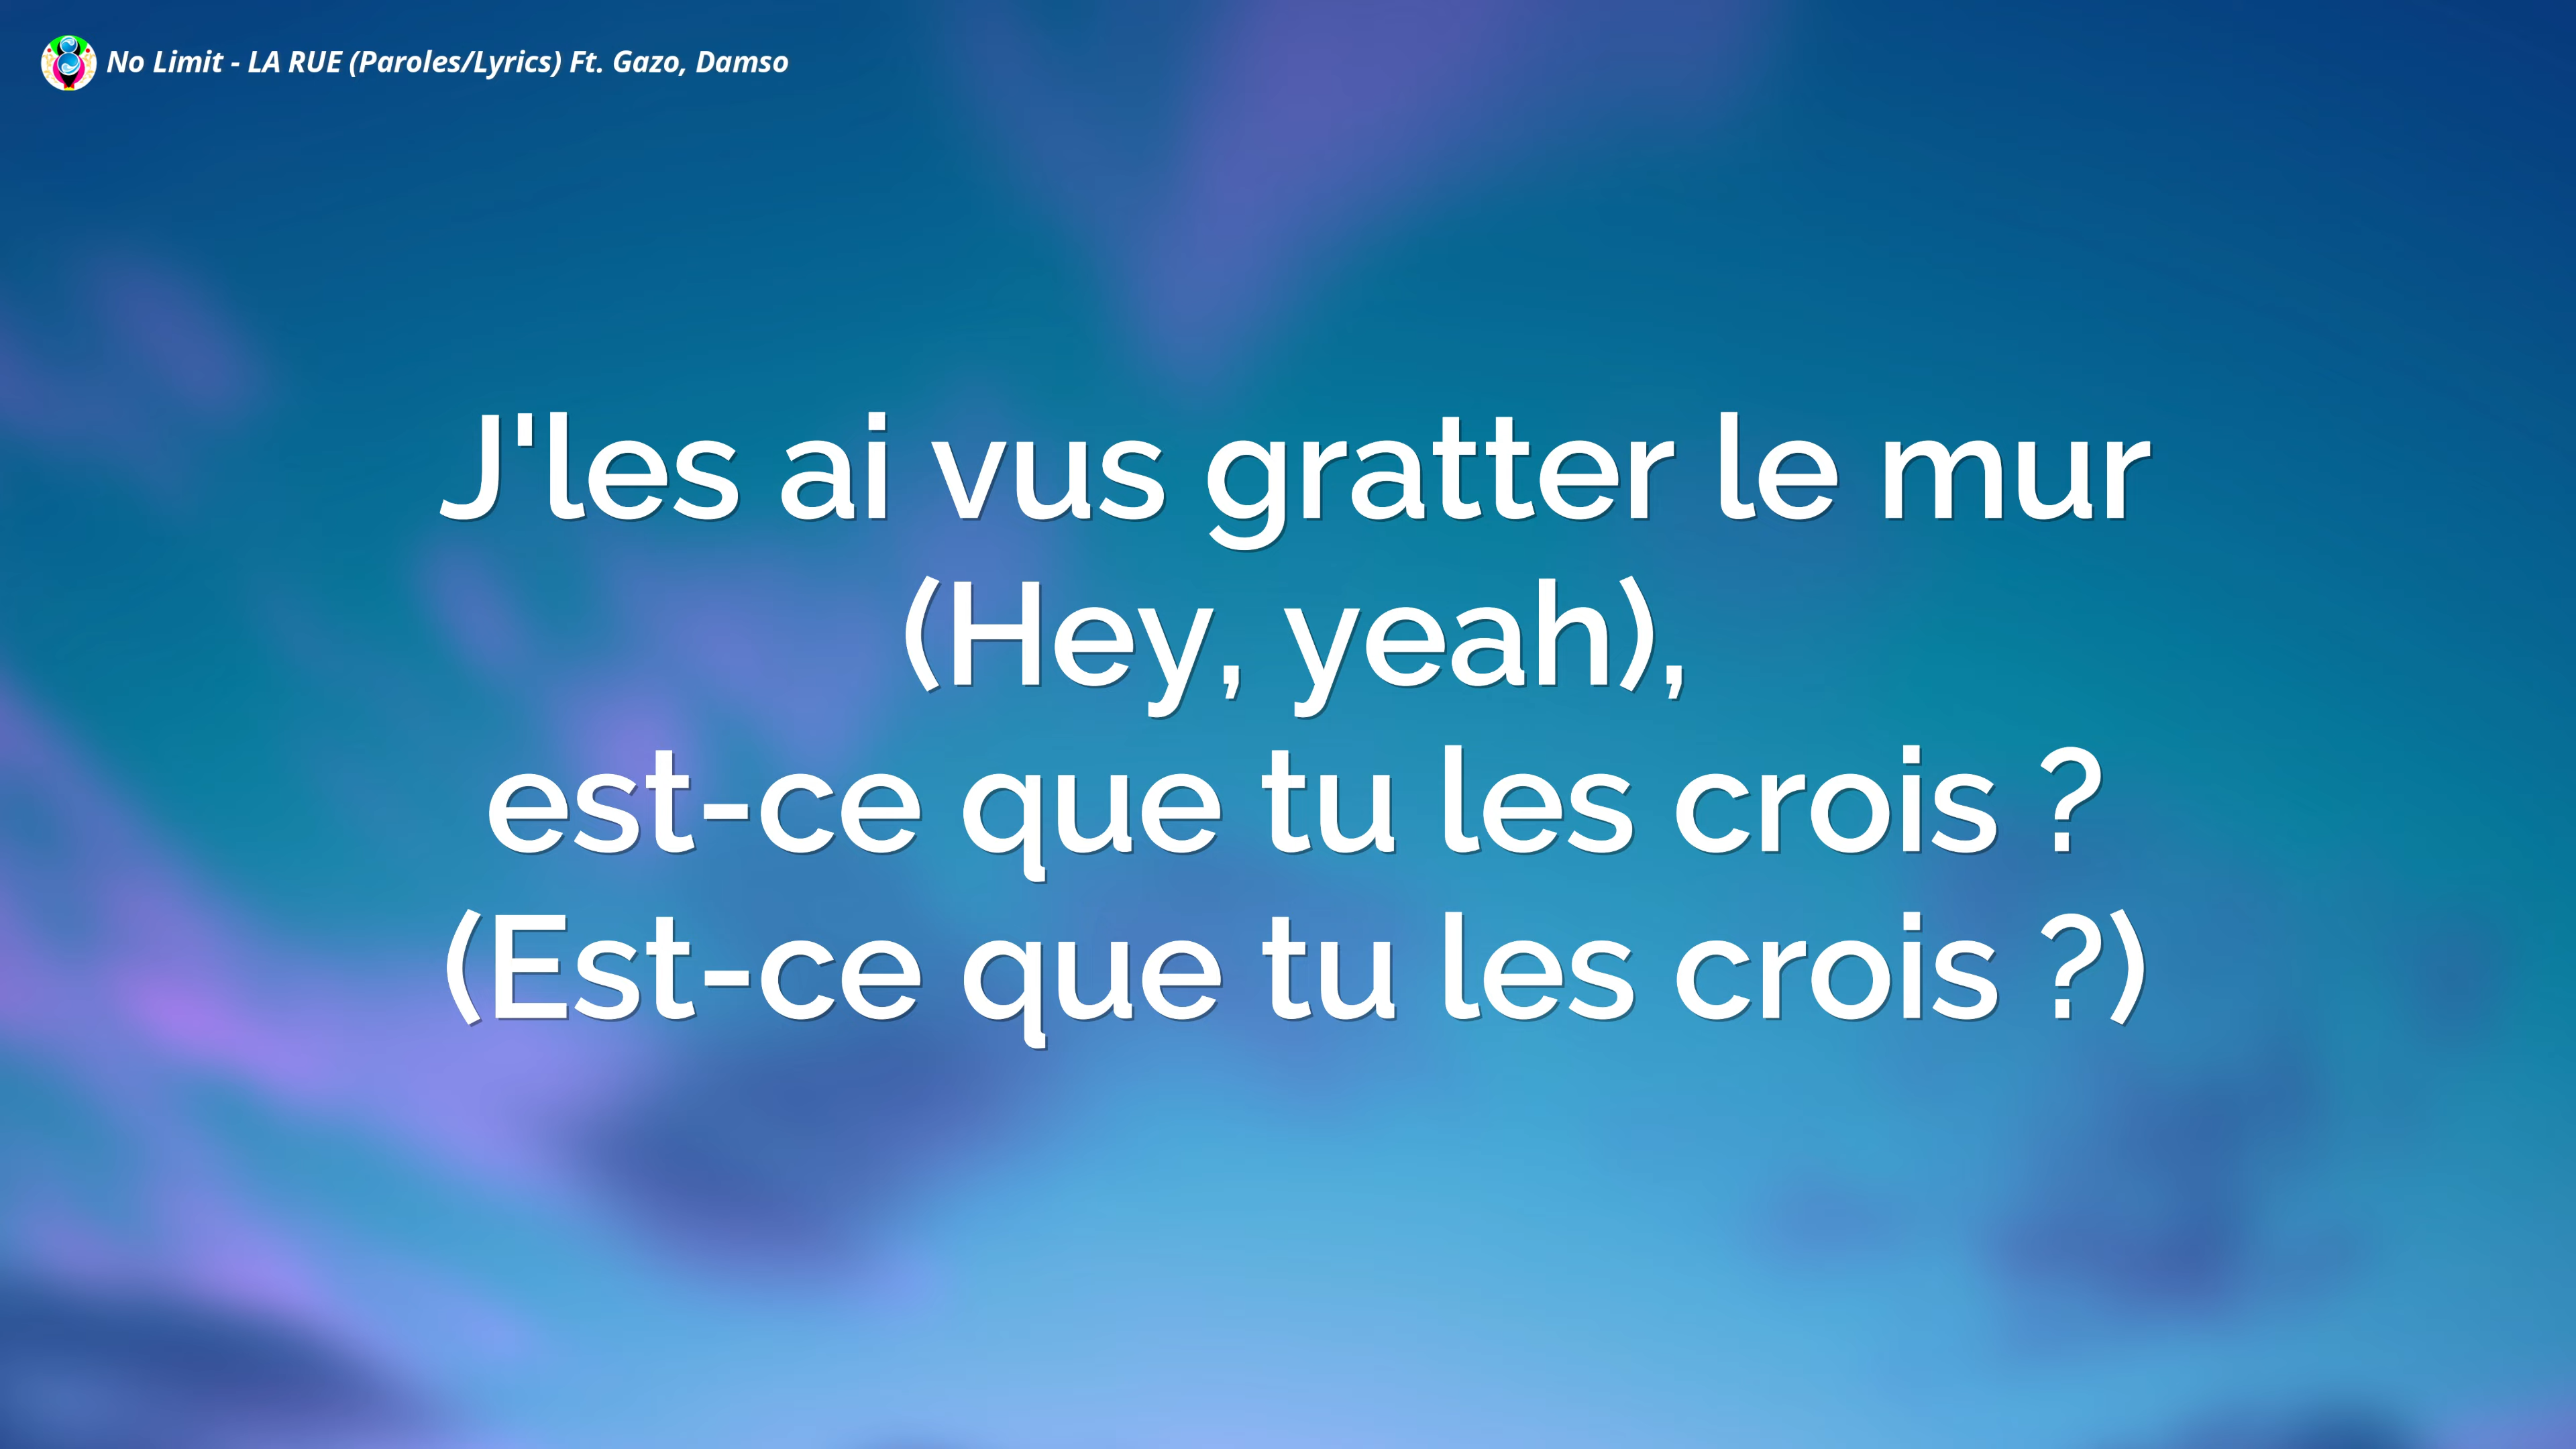 No Limit - LA RUE (Paroles/Lyrics) Ft. Gazo, Damso
J'les ai vus gratter le mur
(Hey, yeah),
est-ce que tu les crois ?
(Est-ce que tu les crois ?)